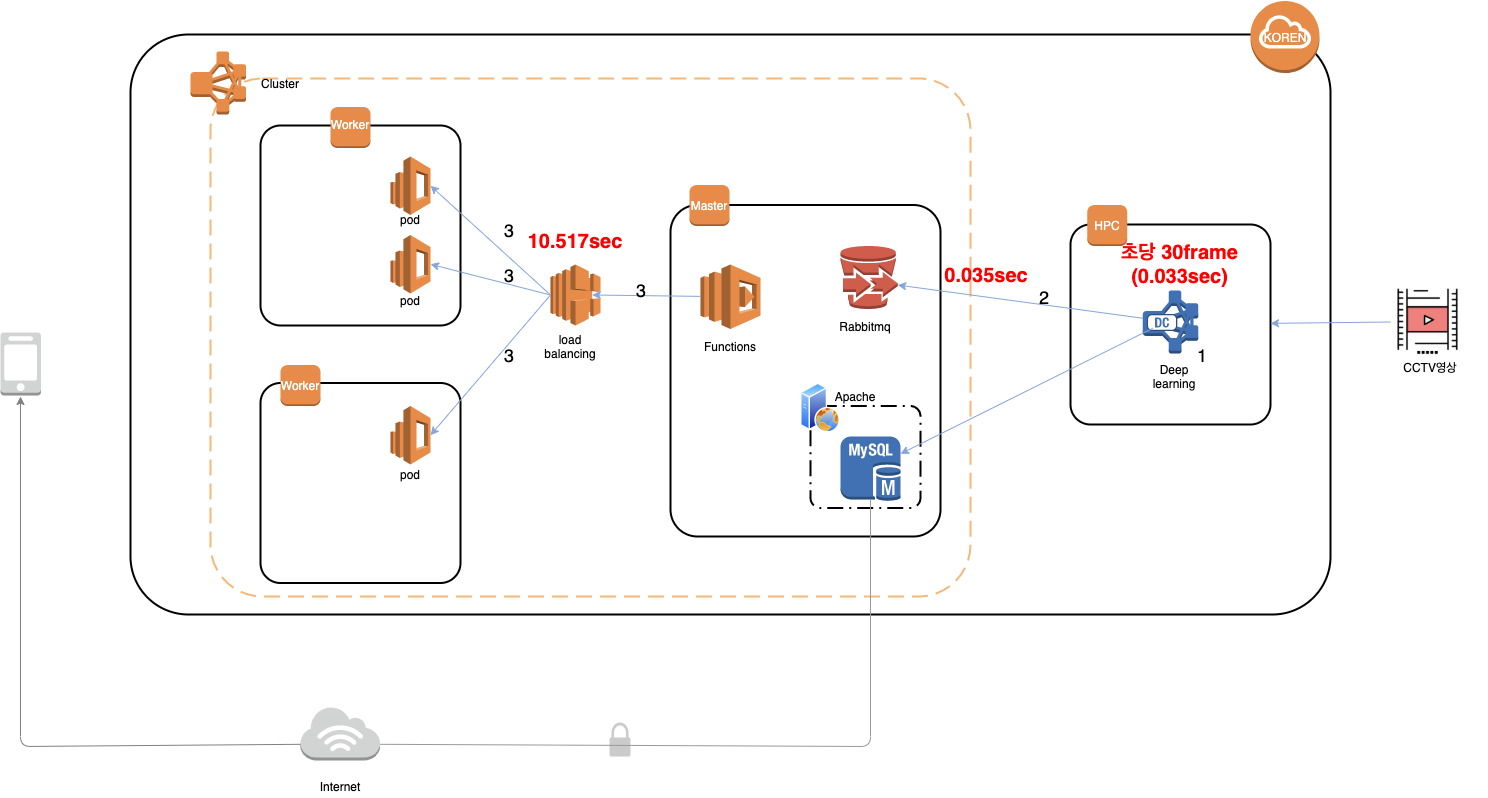 KOREN
Cluster
Worker
pod
pod
3
3
3
10.517sec
load
balancing
3
Master
Functions
Rabbitmq
0.035sec
2
HPC
초당 30frame
(0.033sec)
DC
1
Deep
learning
CCTV영상
Worker
pod
Apache
MySQL
M
Internet